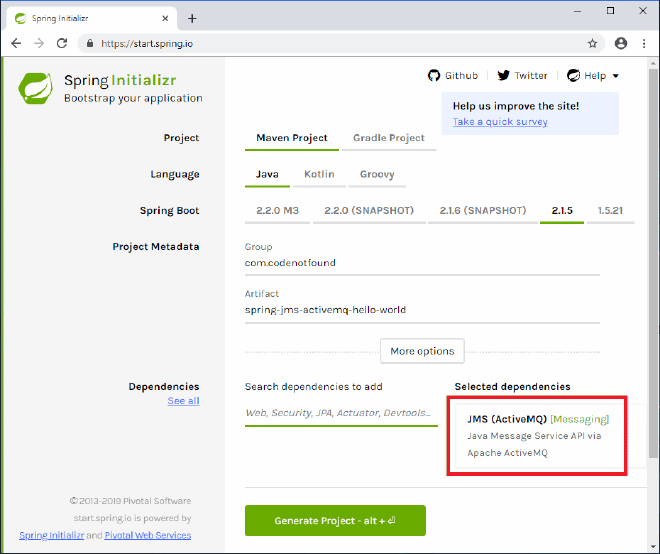 Spring Initializr
https://start.spring.io
Spring Initializr
Bootstrap your application
Github
Twitter
Help
Help us improve the site!
Take a quick survey
Project
Maven Project
Gradle Project
Language
Java
Kotlin
Groovy
Spring Boot
2.2.0 M3
2.2.0 (SNAPSHOT)
2.1.6 (SNAPSHOT)
2.1.5
1.5.21
Project Metadata
Group
com.codenotfound
Artifact
spring-jms-activemq-hello-world
More options
Dependencies
See all
Search dependencies to add
Web, Security, JPA, Actuator, Devtools...
Selected dependencies
JMS (ActiveMQ) [Messaging]
Java Message Service API via
Apache ActiveMQ
© 2013-2019 Pivotal Software
start.spring.io is powered by
Spring Initializr and Pivotal Web Services
Generate Project - alt + ⏎